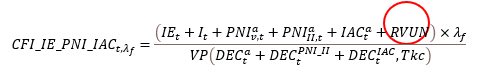 CFI_IE_PNI_IAC_{t,λ_f} = \frac{(IE_t + I_t + PNI^a_{v,t} + PNI^a_{II,t} + IAC^a_t + RVUN) × λ_f}{VP(DEC^a_t + DEC^{PNI_II}_t + DEC^{IAC}_t, Tkc)}